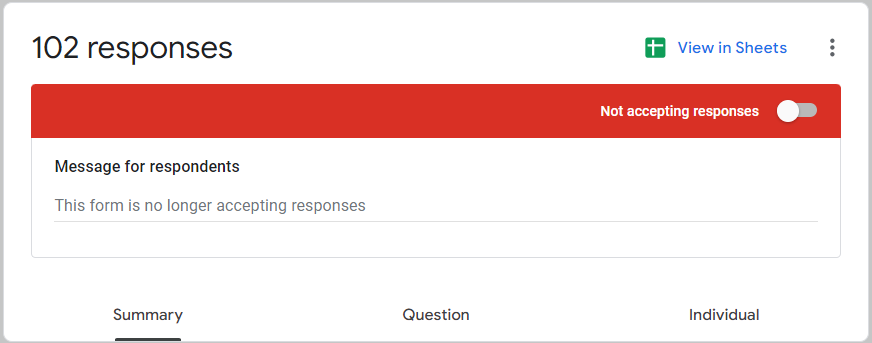 102 responses
View in Sheets
Not accepting responses
Message for respondents
This form is no longer accepting responses
Summary Question Individual